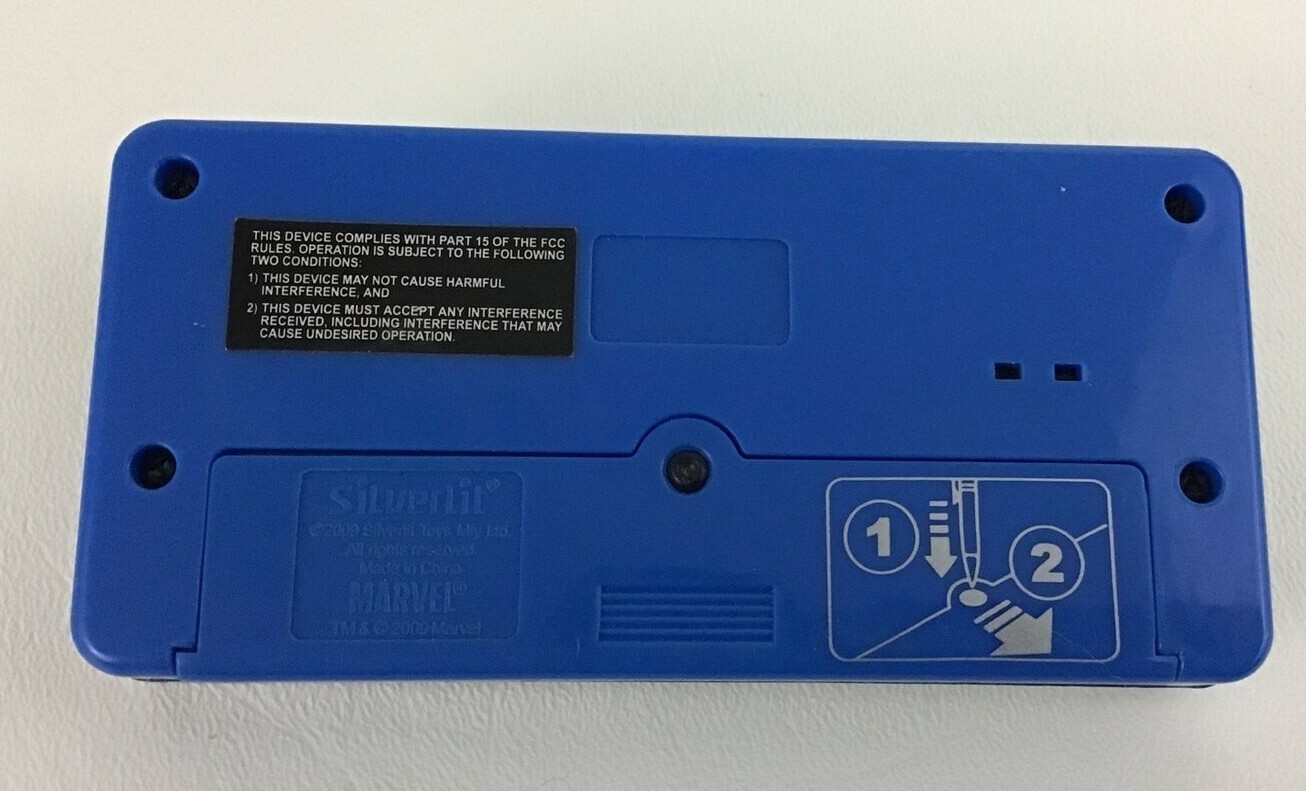 THIS DEVICE COMPLIES WITH PART 15 OF THE FCC
RULES. OPERATION IS SUBJECT TO THE FOLLOWING
TWO CONDITIONS:
1) THIS DEVICE MAY NOT CAUSE HARMFUL
INTERFERENCE, AND
2) THIS DEVICE MUST ACCEPT ANY INTERFERENCE
RECEIVED, INCLUDING INTERFERENCE THAT MAY
CAUSE UNDESIRED OPERATION.
Silverlit®
©2009 Silverlit Toys Mfy Ltd.
All rights reserved.
Made in China
MARVEL®
TM & © 2009 Marvel
1
2